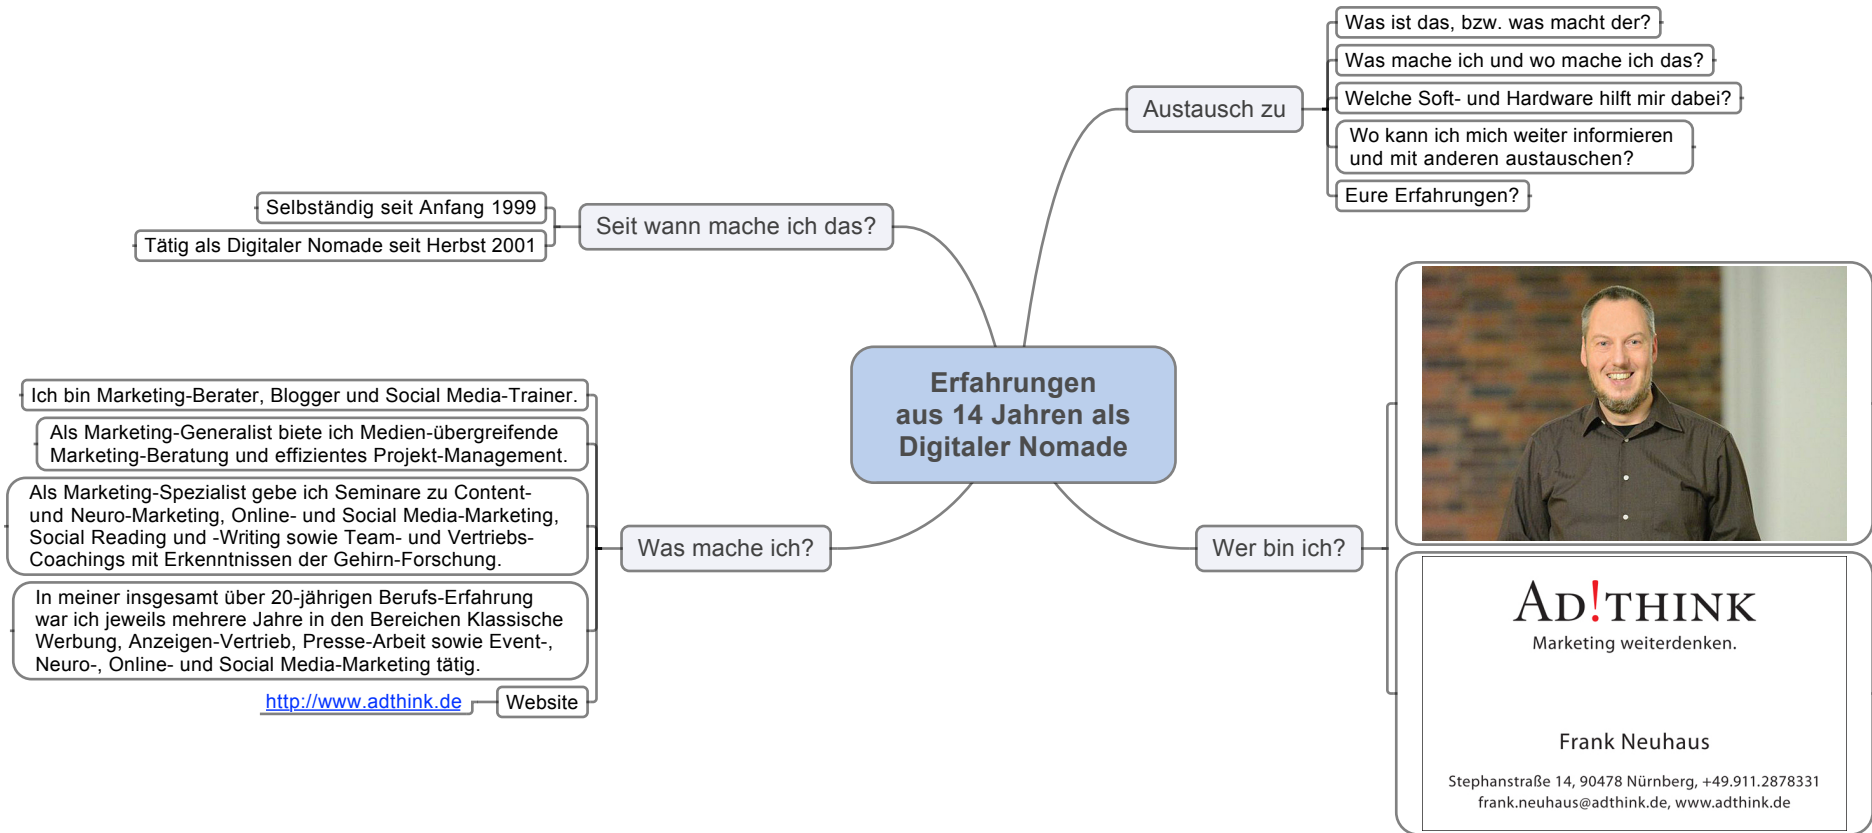 Erfahrungen
aus 14 Jahren als
Digitaler Nomade
Austausch zu
Was ist das, bzw. was macht der?
Was mache ich und wo mache ich das?
Welche Soft- und Hardware hilft mir dabei?
Wo kann ich mich weiter informieren
und mit anderen austauschen?
Eure Erfahrungen?
Wer bin ich?
AD!THINK
Marketing weiterdenken.
Frank Neuhaus
Stephanstraße 14, 90478 Nürnberg, +49.911.2878331
frank.neuhaus@adthink.de, www.adthink.de
Was mache ich?
Ich bin Marketing-Berater, Blogger und Social Media-Trainer.
Als Marketing-Generalist biete ich Medien-übergreifende
Marketing-Beratung und effizientes Projekt-Management.
Als Marketing-Spezialist gebe ich Seminare zu Content-
und Neuro-Marketing, Online- und Social Media-Marketing,
Social Reading und -Writing sowie Team- und Vertriebs-
Coachings mit Erkenntnissen der Gehirn-Forschung.
In meiner insgesamt über 20-jährigen Berufs-Erfahrung
war ich jeweils mehrere Jahre in den Bereichen Klassische
Werbung, Anzeigen-Vertrieb, Presse-Arbeit sowie Event-,
Neuro-, Online- und Social Media-Marketing tätig.
Website
http://www.adthink.de
Seit wann mache ich das?
Selbständig seit Anfang 1999
Tätig als Digitaler Nomade seit Herbst 2001